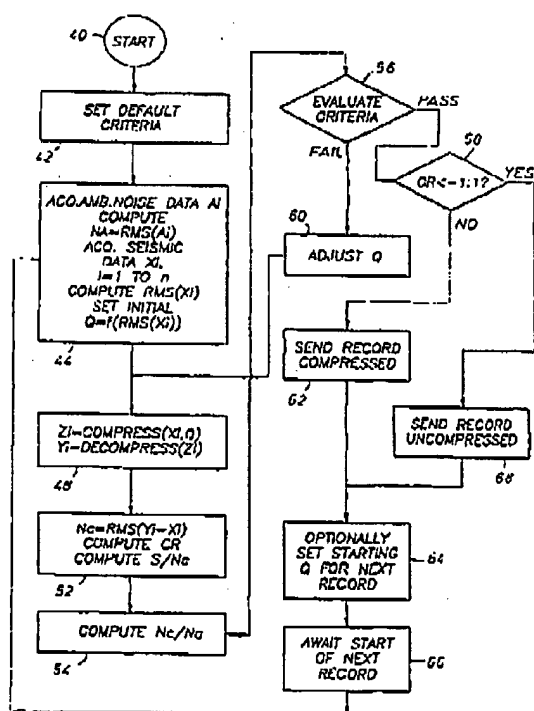 40
START
SET DEFAULT
CRITERIA
42
ACQ.AMB.NOISE DATA AI
COMPUTE
NA=RMS(AI)
ACQ. SEISMIC
DATA XI,
I=1 TO n
COMPUTE RMS(XI)
SET INITIAL
Q=f(RMS(XI))
44
ZI=COMPRESS(XI,Q)
YI=DECOMPRESS(ZI)
48
Nc=RMS(YI-XI)
COMPUTE CR
COMPUTE S/Nc
52
COMPUTE Nc/Na
54
56
EVALUATE
CRITERIA
PASS
FAIL
CR<=1:1?
YES
NO
60
ADJUST Q
SEND RECORD
COMPRESSED
62
SEND RECORD
UNCOMPRESSED
68
OPTIONALLY
SET STARTING
Q FOR NEXT
RECORD
64
AWAIT START
OF NEXT
RECORD
66